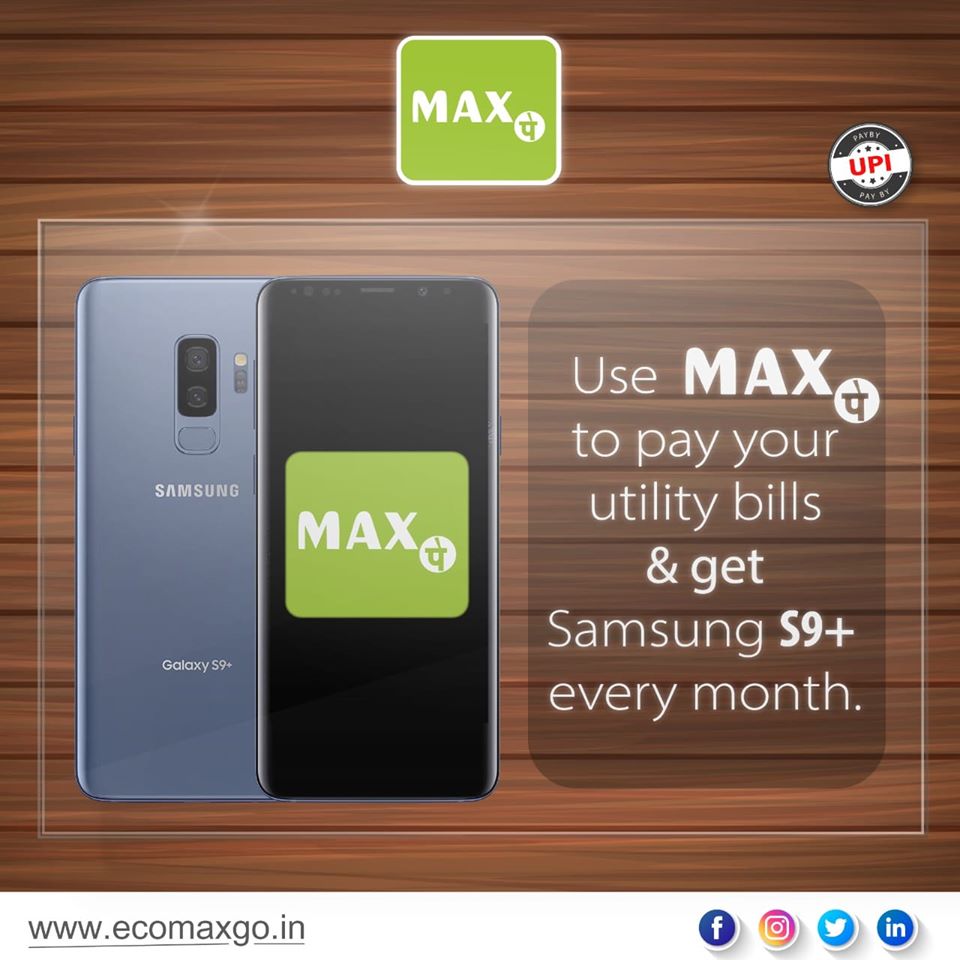 MAX पे
PAY BY
UPI
PAY BY
SAMSUNG
Galaxy S9+
MAX पे
Use MAX पे
to pay your
utility bills
& get
Samsung S9+
every month.
www.ecomaxgo.in